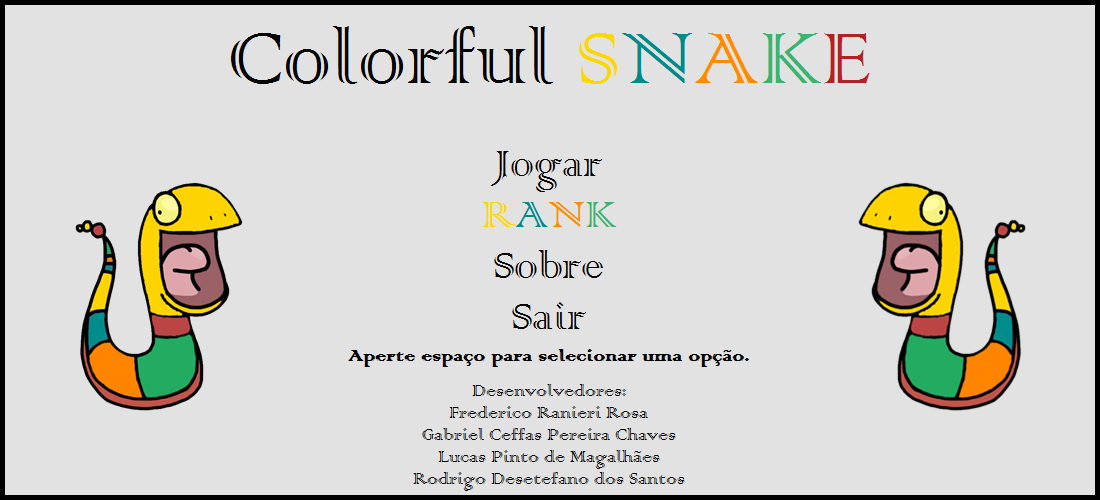 Colorful SNAKE
Jogar
RANK
Sobre
Sair
Aperte espaço para selecionar uma opção.
Desenvolvedores:
Frederico Ranieri Rosa
Gabriel Ceffas Pereira Chaves
Lucas Pinto de Magalhães
Rodrigo Desetefano dos Santos